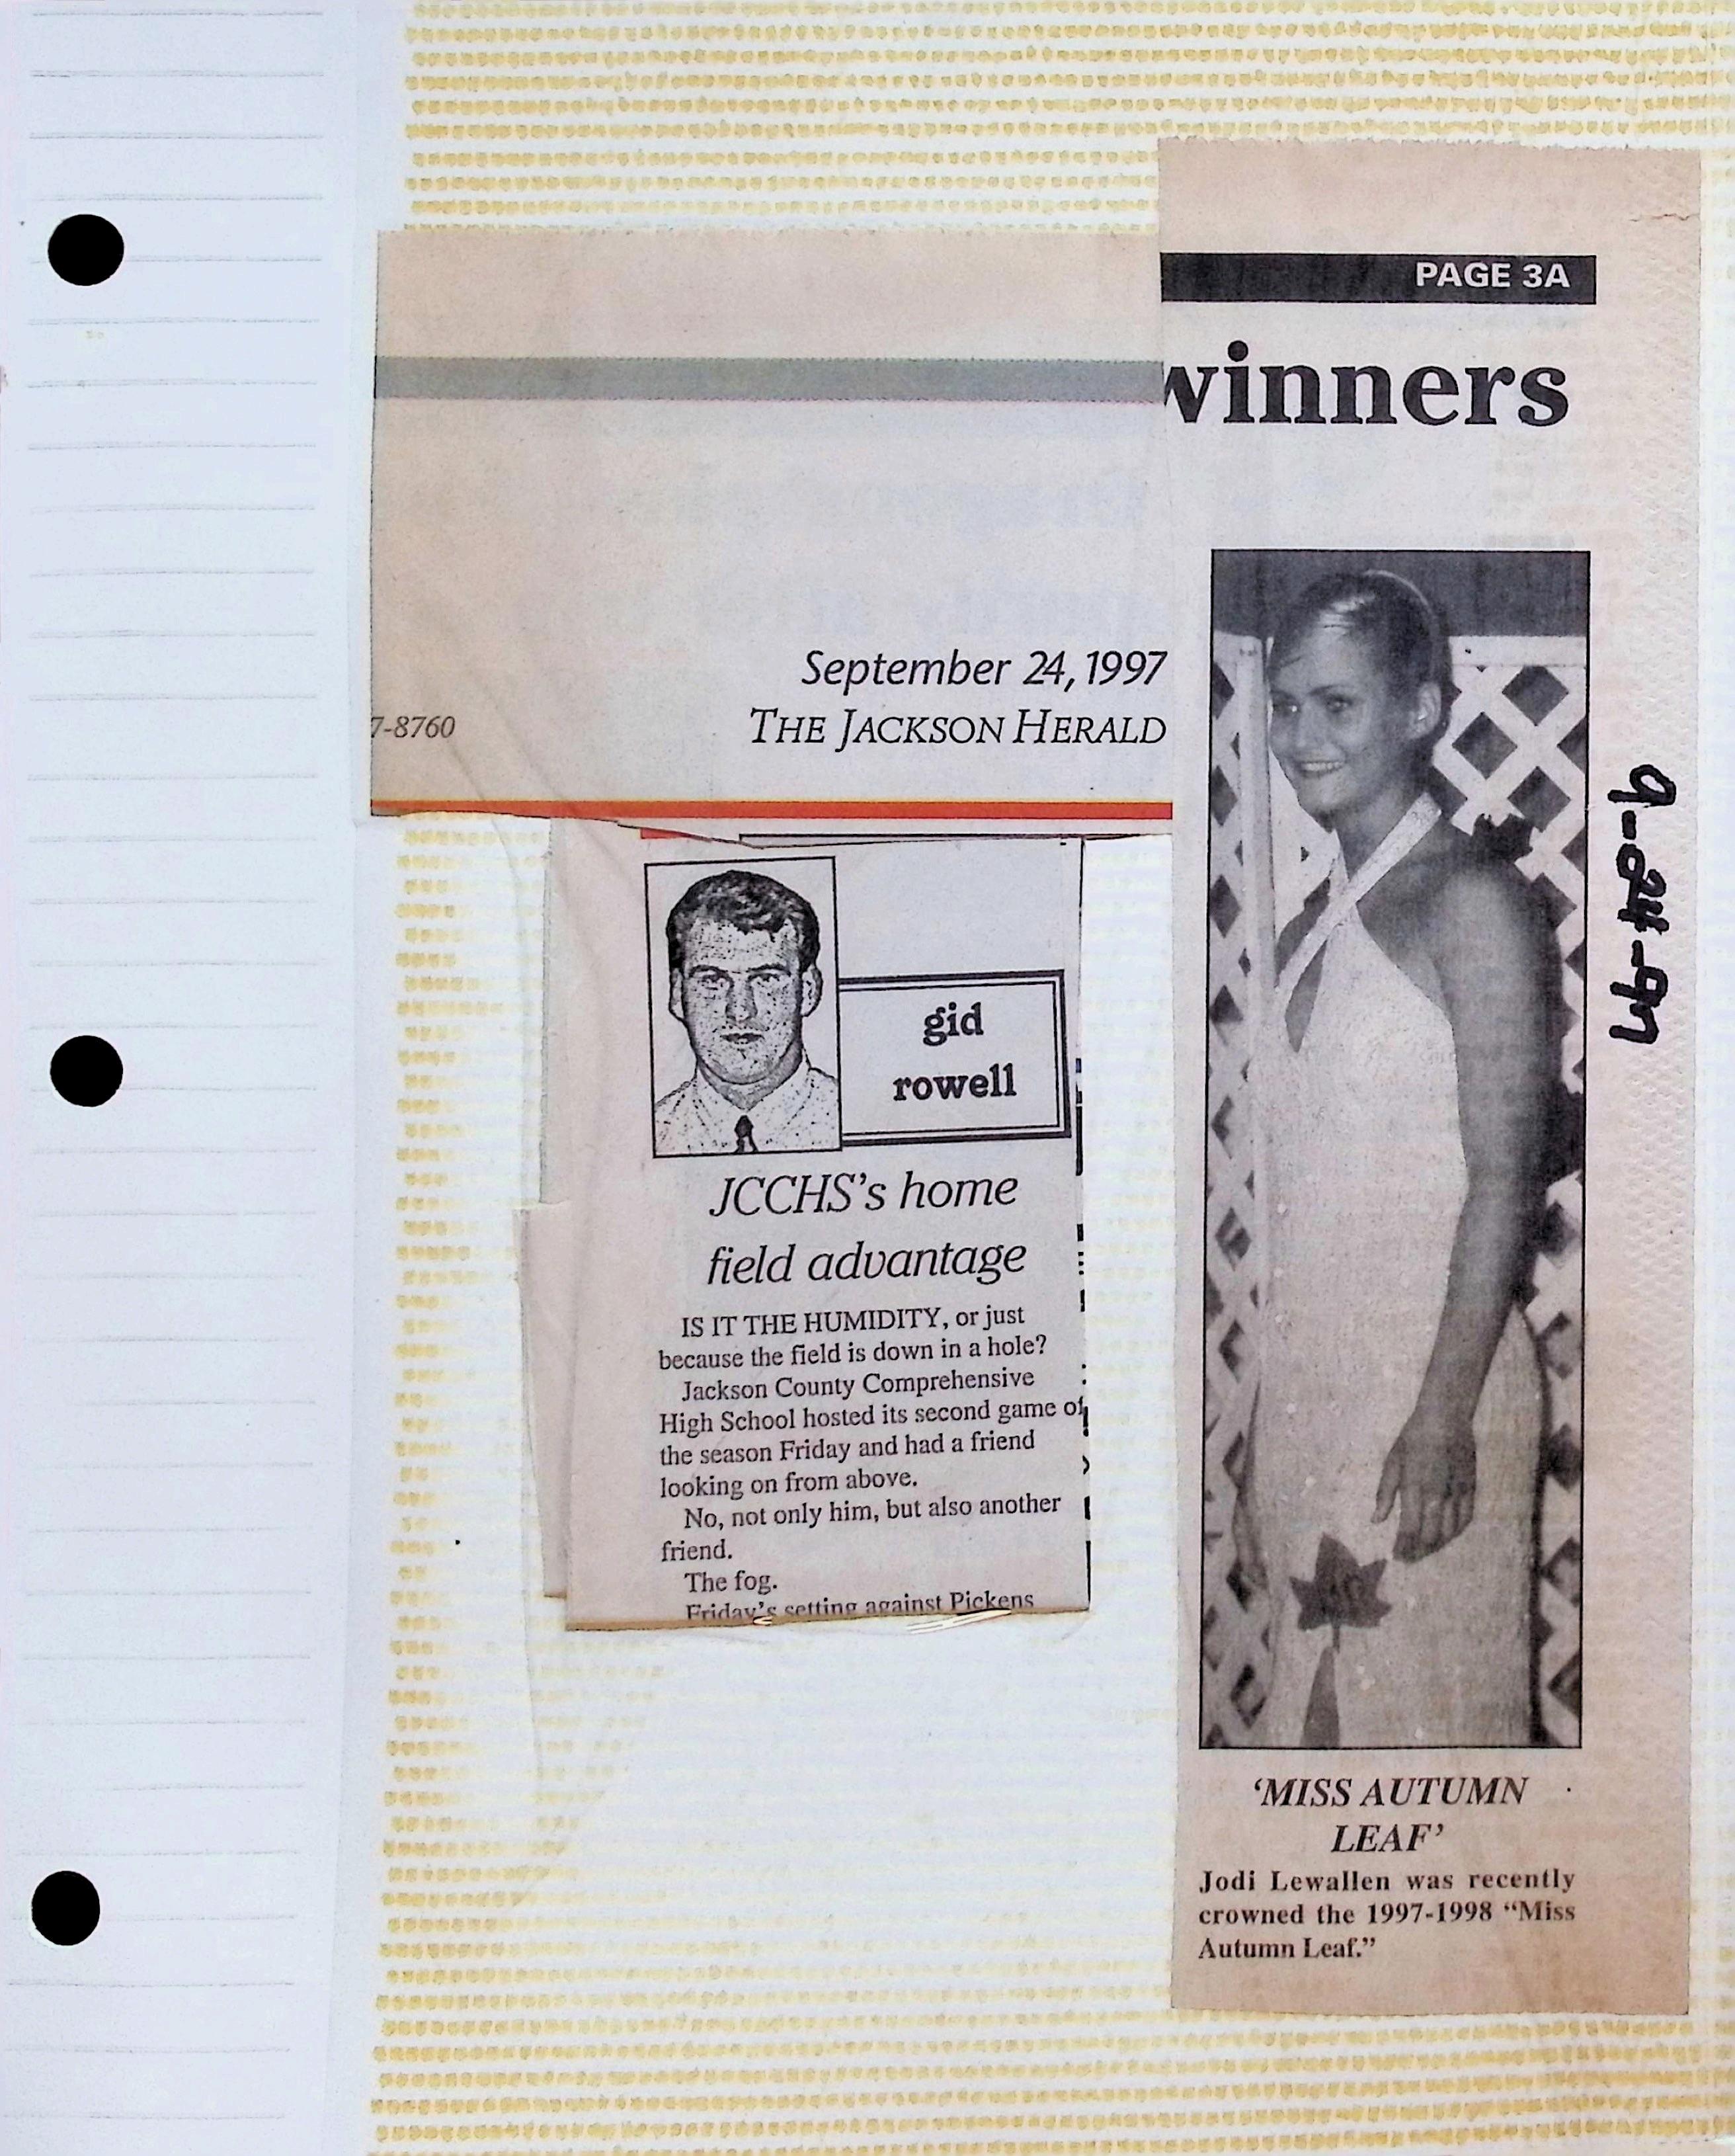 September 24, 1997
7-8760
THE JACKSON HERALD
gid
rowell
JCCHS's home
field advantage
IS IT THE HUMIDITY, or just
because the field is down in a hole?
Jackson County Comprehensive
High School hosted its second game of
the season Friday and had a friend
looking on from above.
No, not only him, but also another
friend.
The fog.
Friday's setting against Pickens
PAGE 3A
winners
9-24-97
'MISS AUTUMN
LEAF'
Jodi Lewallen was recently
crowned the 1997-1998 "Miss
Autumn Leaf."